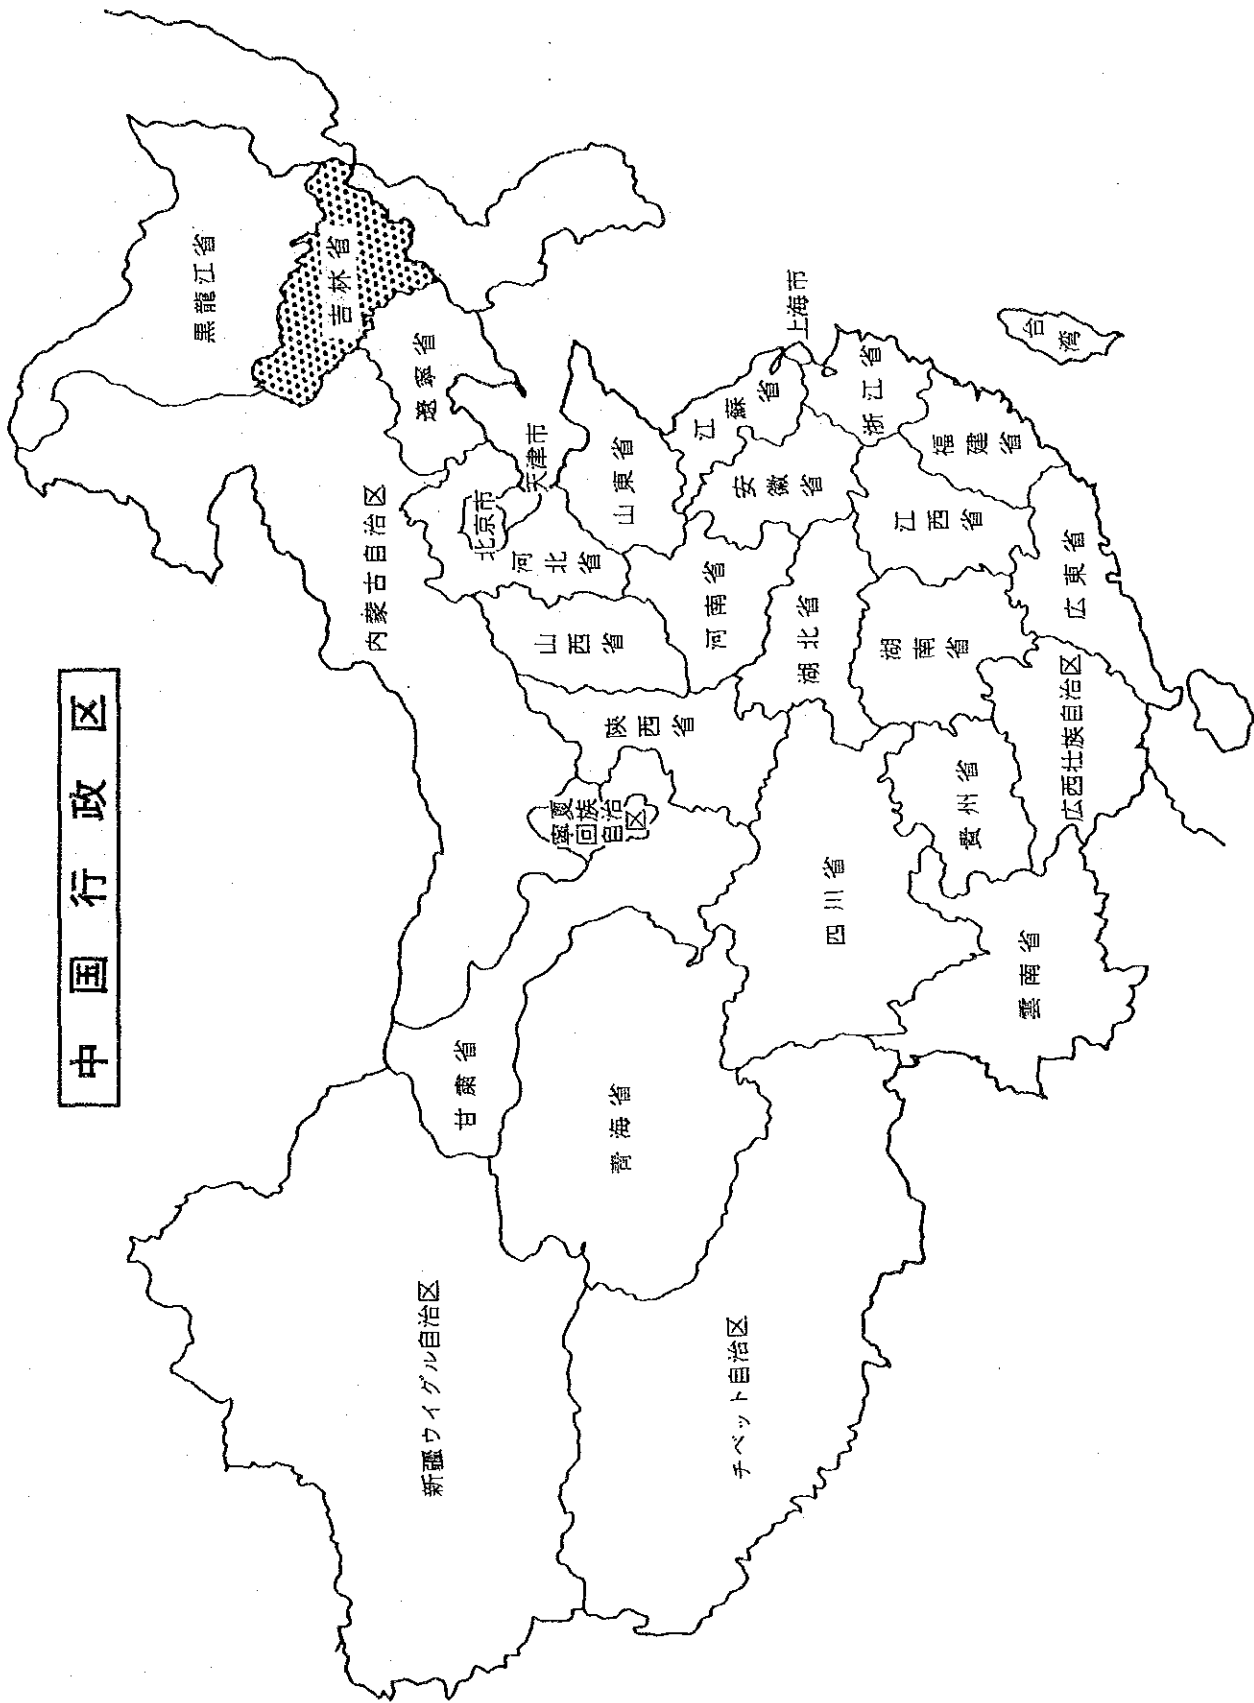 中国行政区
黒龍江省
吉林省
遼寧省
内蒙古自治区
北京市
天津市
河北省
山東省
山西省
陝西省
寧夏
回族
自治
区
甘粛省
青海省
新疆ウイグル自治区
チベット自治区
四川省
河南省
江蘇省
上海市
安徽省
湖北省
浙江省
江西省
湖南省
福建省
台湾
貴州省
雲南省
広西壮族自治区
広東省